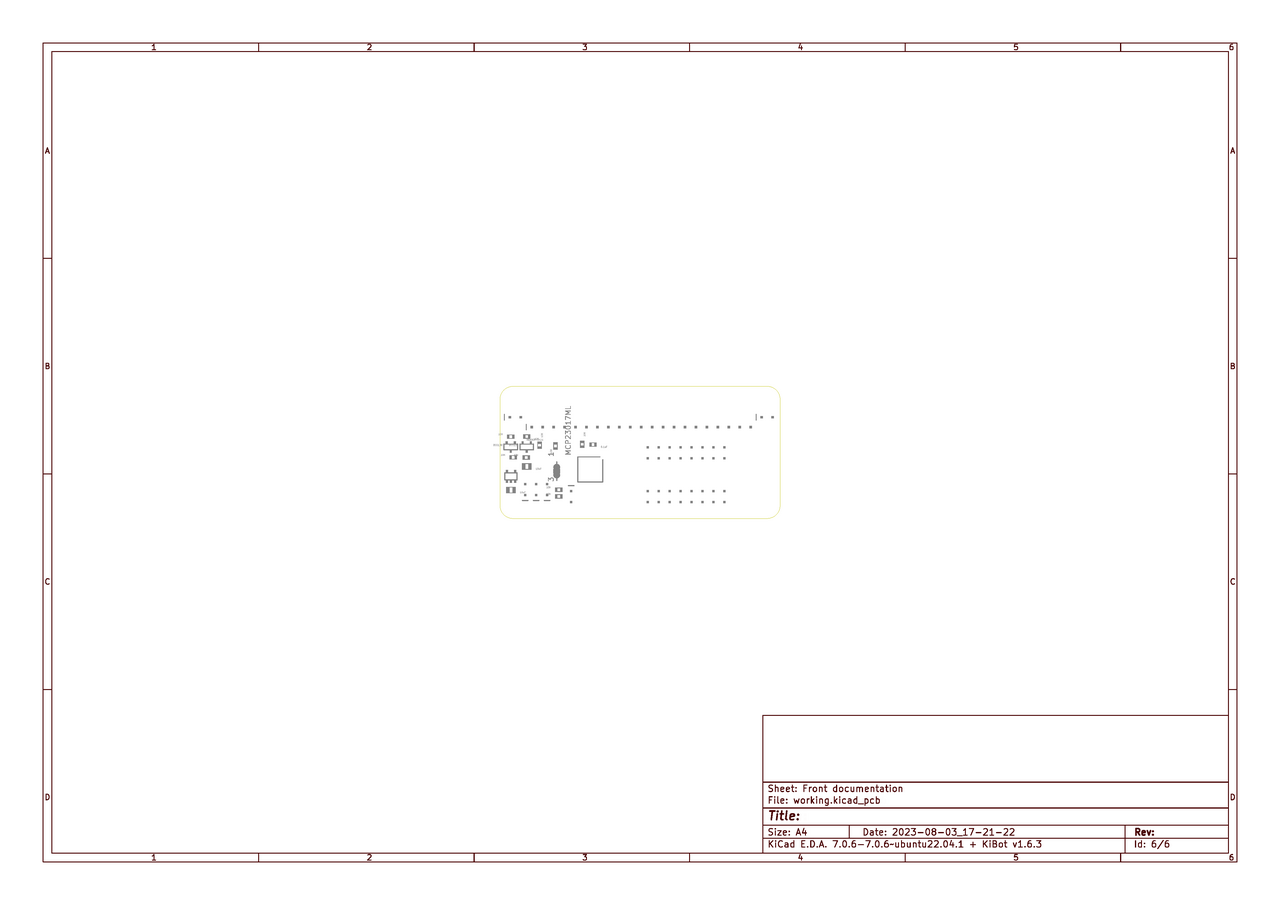 1 2 3 4 5 6
A A
B B
MCP23017ML
1
3
C C
D D
Sheet: Front documentation
File: working.kicad_pcb
Title:
Size: A4 Date: 2023-08-03_17-21-22 Rev:
KiCad E.D.A. 7.0.6-7.0.6~ubuntu22.04.1 + KiBot v1.6.3 Id: 6/6
1 2 3 4 5 6